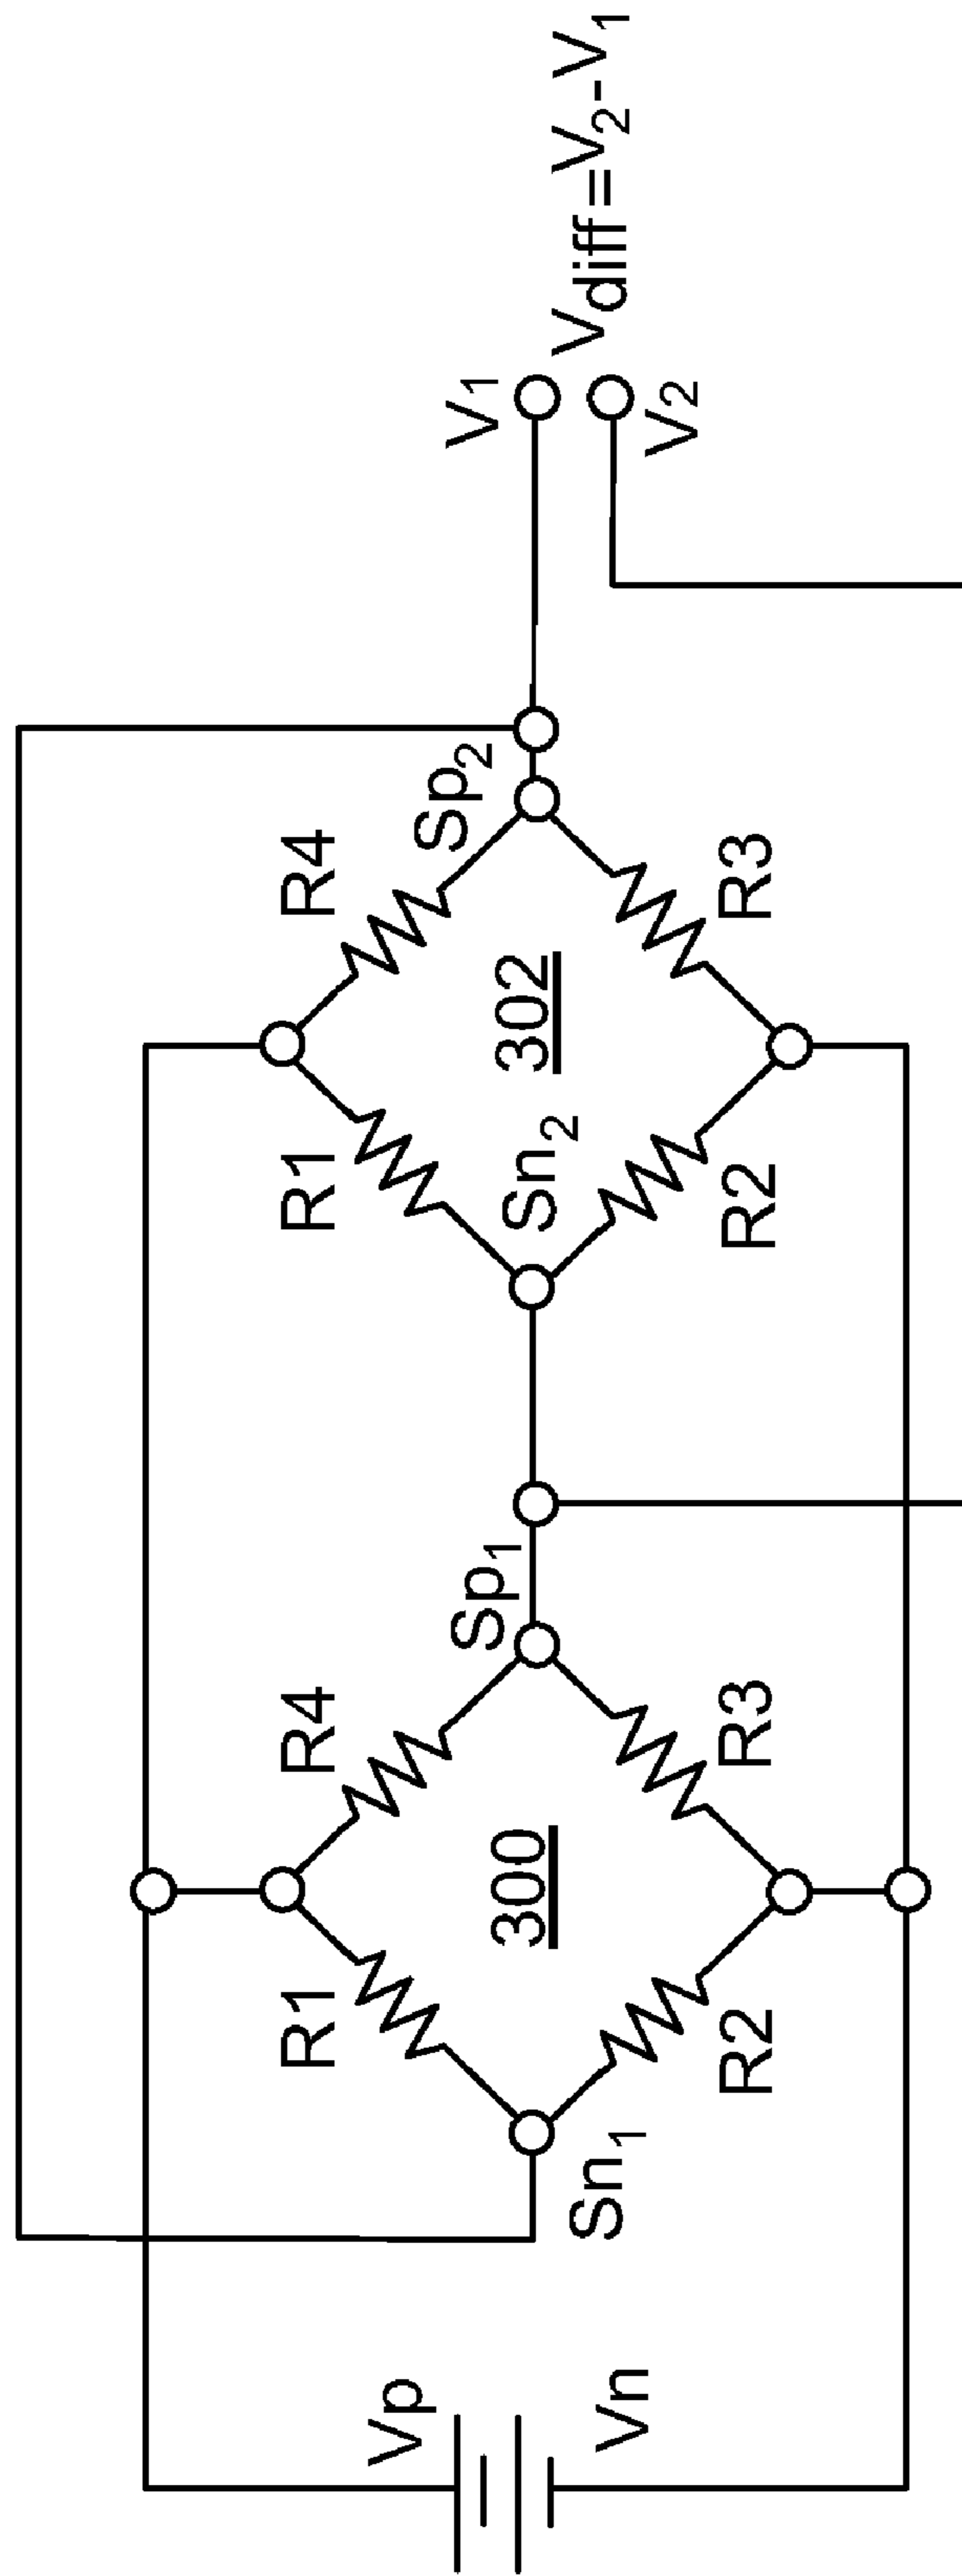 Vp
Vn
R1
R4
300
R2
R3
Sn₁
Sp₁
R1
R4
302
R2
R3
Sn₂
Sp₂
V₁
V₂
Vdiff=V₂-V₁